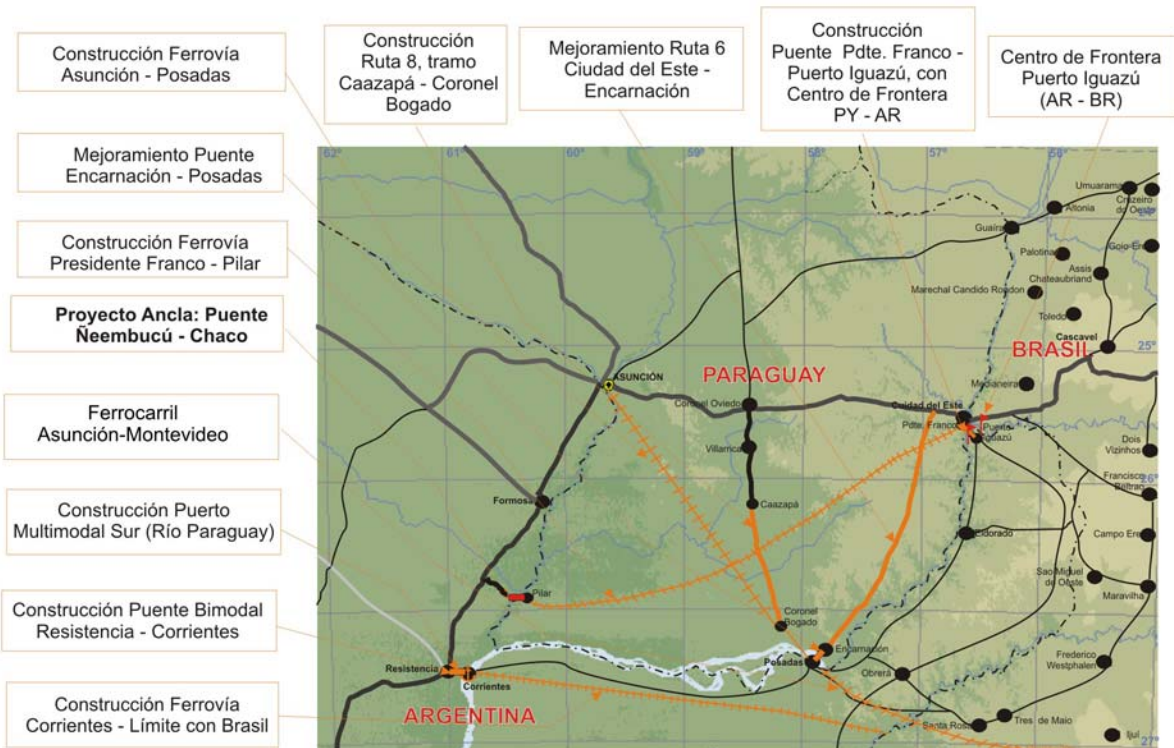 Construcción Ferrovía
Asunción - Posadas
Construcción
Ruta 8, tramo
Caazapá - Coronel
Bogado
Mejoramiento Ruta 6
Ciudad del Este -
Encarnación
Construcción
Puente Pdte. Franco -
Puerto Iguazú, con
Centro de Frontera
PY - AR
Centro de Frontera
Puerto Iguazú
(AR - BR)
Mejoramiento Puente
Encarnación - Posadas
Construcción Ferrovía
Presidente Franco - Pilar
Proyecto Ancla: Puente
Ñeembucú - Chaco
Ferrocarril
Asunción-Montevideo
Construcción Puerto
Multimodal Sur (Río Paraguay)
Construcción Puente Bimodal
Resistencia - Corrientes
Construcción Ferrovía
Corrientes - Límite con Brasil
62°
61°
60°
59°
58°
57°
56°
Umuarama
Cruzeiro
do Oeste
24°
Altonia
Guaíra
Goio-Erê
Palotina
Assis
Chateaubriand
Marechal Candido Rondon
Toledo
Cascavel
25°
BRASIL
ASUNCIÓN
PARAGUAY
Medianeira
Coronel Oviedo
Cuidad del Este
Pdte. Franco
Puerto
Iguazú
Villarrica
Dois
Vizinhos
Francisco
Beltrao
26°
Formosa
Caazapá
Eldorado
Campo Ere
Sao Miguel
de Oeste
Maravilha
Pilar
Coronel
Bogado
Encarnación
Posadas
Resistencia
Corrientes
Obrerá
Frederico
Westphalen
ARGENTINA
Santa Rosa
Tres de Maio
Ijuí
27°